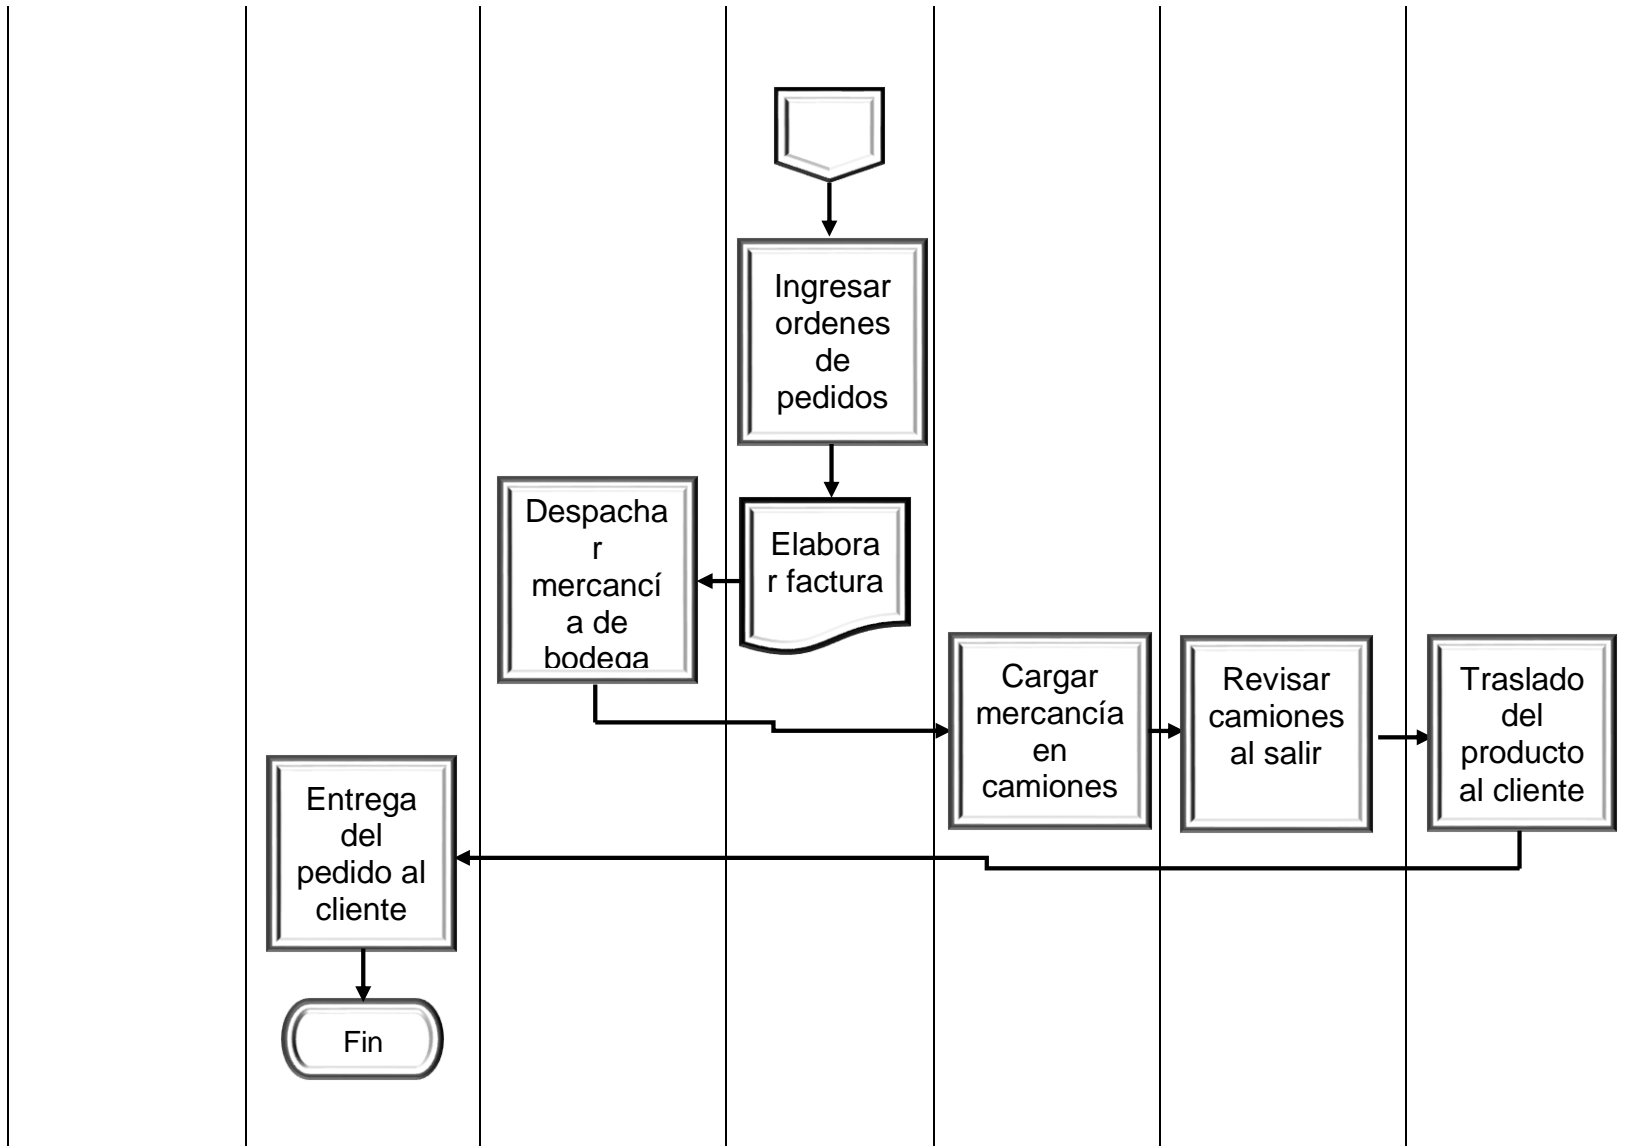 Ingresar
ordenes
de
pedidos
Despacha
r
mercancí
a de
bodega
Elabora
r factura
Cargar
mercancía
en
camiones
Revisar
camiones
al salir
Traslado
del
producto
al cliente
Entrega
del
pedido al
cliente
Fin